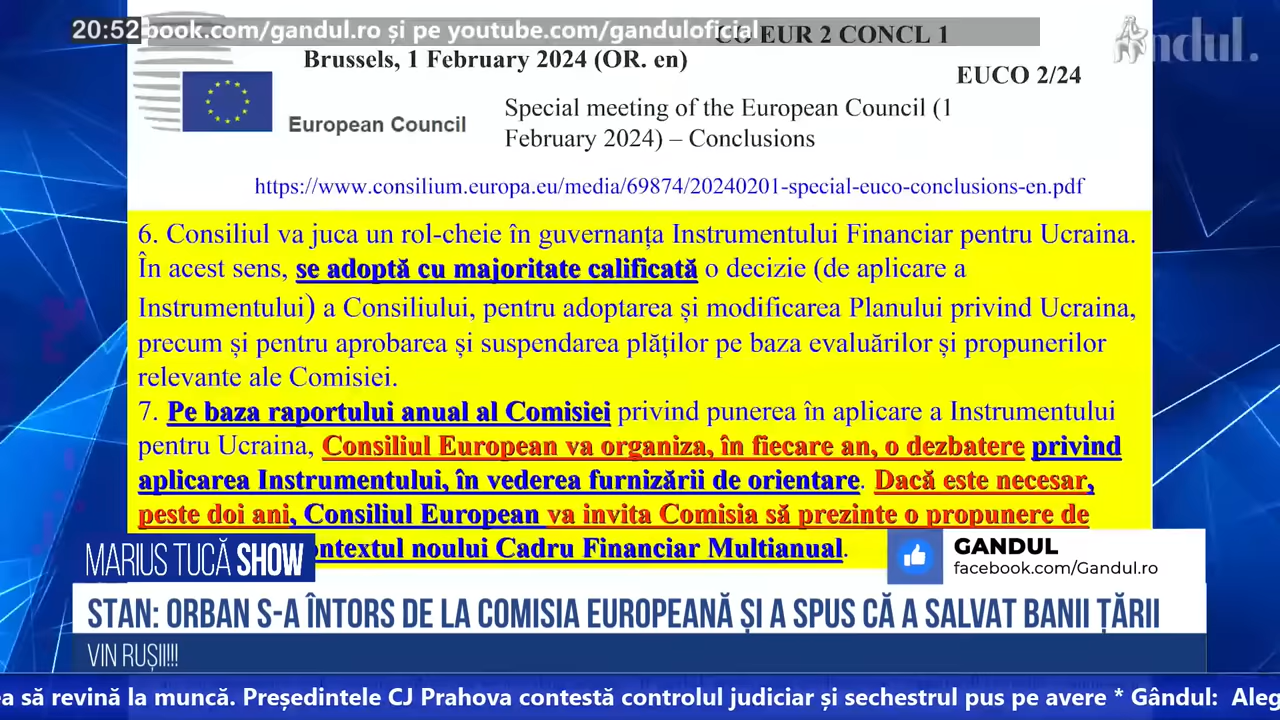 20:52 book.com/gandul.ro și pe youtube.com/ganduloficial
CO EUR 2 CONCL 1
gândul.
Brussels, 1 February 2024 (OR. en)
EUCO 2/24
European Council
Special meeting of the European Council (1
February 2024) – Conclusions
https://www.consilium.europa.eu/media/69874/20240201-special-euco-conclusions-en.pdf
6. Consiliul va juca un rol-cheie în guvernanța Instrumentului Financiar pentru Ucraina.
În acest sens, se adoptă cu majoritate calificată o decizie (de aplicare a
Instrumentului) a Consiliului, pentru adoptarea și modificarea Planului privind Ucraina,
precum și pentru aprobarea și suspendarea plăților pe baza evaluărilor și propunerilor
relevante ale Comisiei.
7. Pe baza raportului anual al Comisiei privind punerea în aplicare a Instrumentului
pentru Ucraina, Consiliul European va organiza, în fiecare an, o dezbatere privind
aplicarea Instrumentului, în vederea furnizării de orientare. Dacă este necesar,
peste doi ani, Consiliul European va invita Comisia să prezinte o propunere de
ontextul noului Cadru Financiar Multianual.
MARIUS TUCĂ SHOW
GANDUL
facebook.com/Gandul.ro
STAN: ORBAN S-A ÎNTORS DE LA COMISIA EUROPEANĂ ȘI A SPUS CĂ A SALVAT BANII ȚĂRII
VIN RUȘII!!!
ea să revină la muncă. Președintele CJ Prahova contestă controlul judiciar și sechestrul pus pe avere * Gândul: Aleg